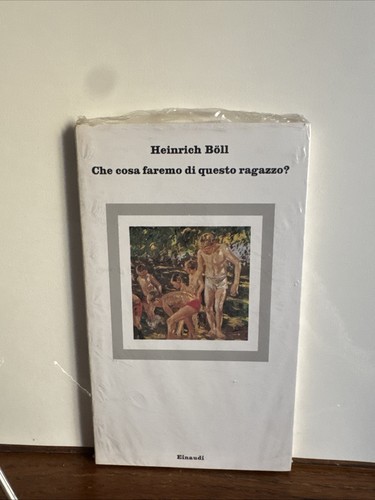 Heinrich Böll
Che cosa faremo di questo ragazzo?
Einaudi